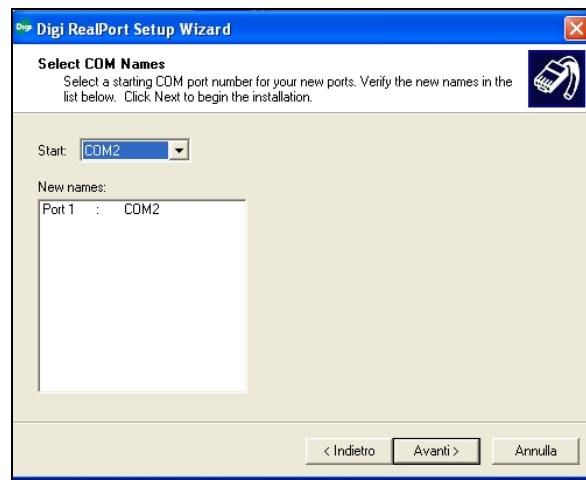 Digi Digi RealPort Setup Wizard
Select COM Names
Select a starting COM port number for your new ports. Verify the new names in the
list below. Click Next to begin the installation.
Start: COM2
New names:
Port 1 : COM2
< Indietro Avanti > Annulla